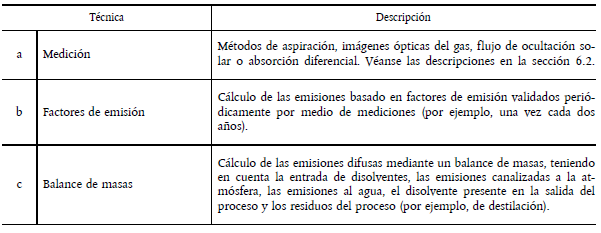 Técnica Descripción
a Medición Métodos de aspiración, imágenes ópticas del gas, flujo de ocultación so-
lar o absorción diferencial. Véanse las descripciones en la sección 6.2.
b Factores de emisión Cálculo de las emisiones basado en factores de emisión validados perió-
dicamente por medio de mediciones (por ejemplo, una vez cada dos
años).
c Balance de masas Cálculo de las emisiones difusas mediante un balance de masas, teniendo
en cuenta la entrada de disolventes, las emisiones canalizadas a la at-
mósfera, las emisiones al agua, el disolvente presente en la salida del
proceso y los residuos del proceso (por ejemplo, de destilación).